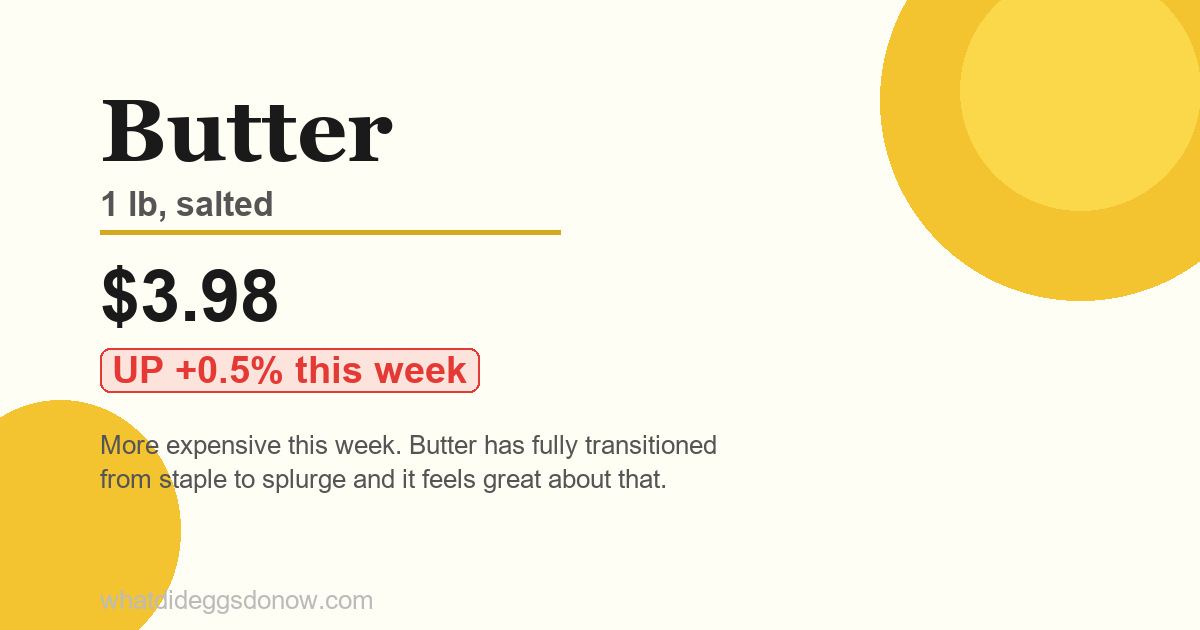 Butter
1 lb, salted
$3.98
UP +0.5% this week
More expensive this week. Butter has fully transitioned
from staple to splurge and it feels great about that.
whatdideggsdonow.com